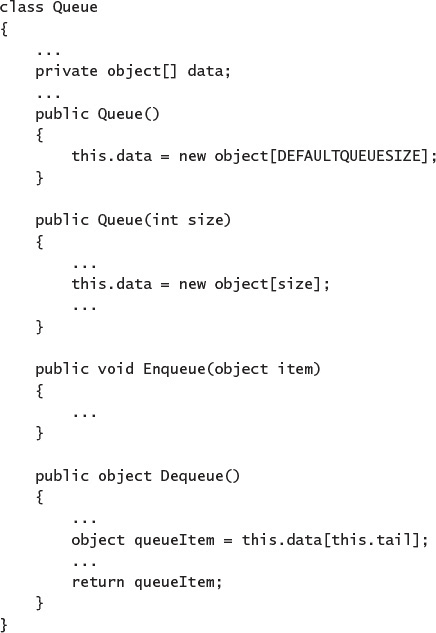 class Queue
{
    ...
    private object[] data;
    ...
    public Queue()
    {
        this.data = new object[DEFAULTQUEUESIZE];
    }

    public Queue(int size)
    {
        ...
        this.data = new object[size];
        ...
    }

    public void Enqueue(object item)
    {
        ...
    }

    public object Dequeue()
    {
        ...
        object queueItem = this.data[this.tail];
        ...
        return queueItem;
    }
}